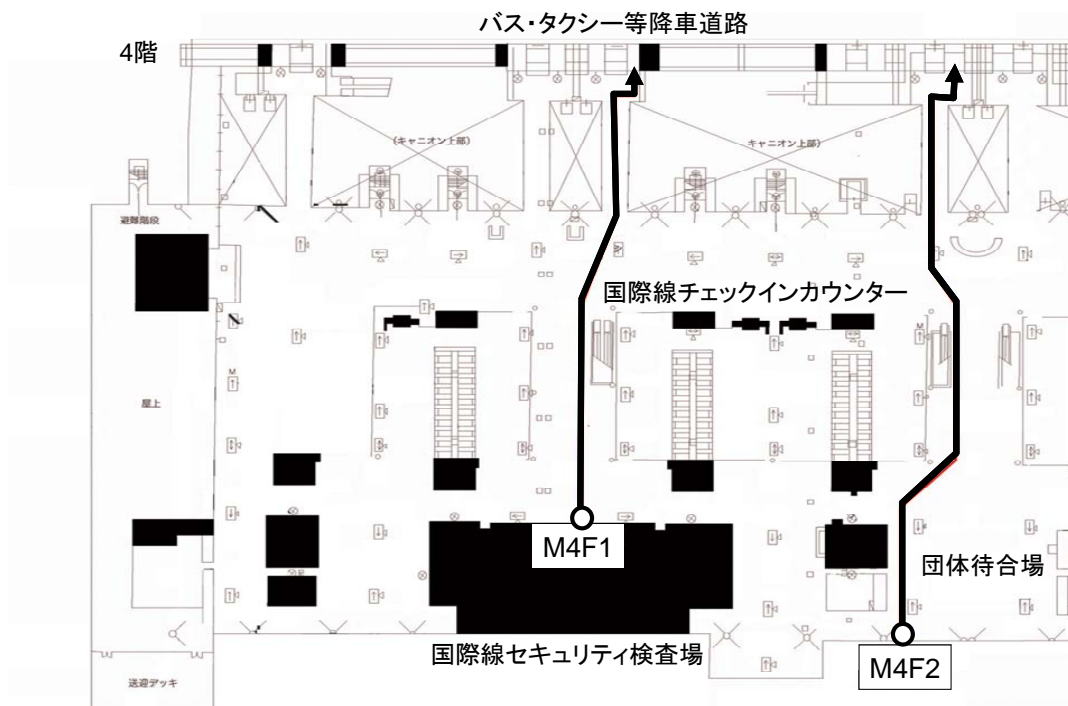 バス・タクシー等降車道路
4階
(キャニオン上部)
キャニオン上部)
避難階段
国際線チェックインカウンター
M
M
屋上
M4F1
団体待合場
国際線セキュリティ検査場
M4F2
送迎デッキ